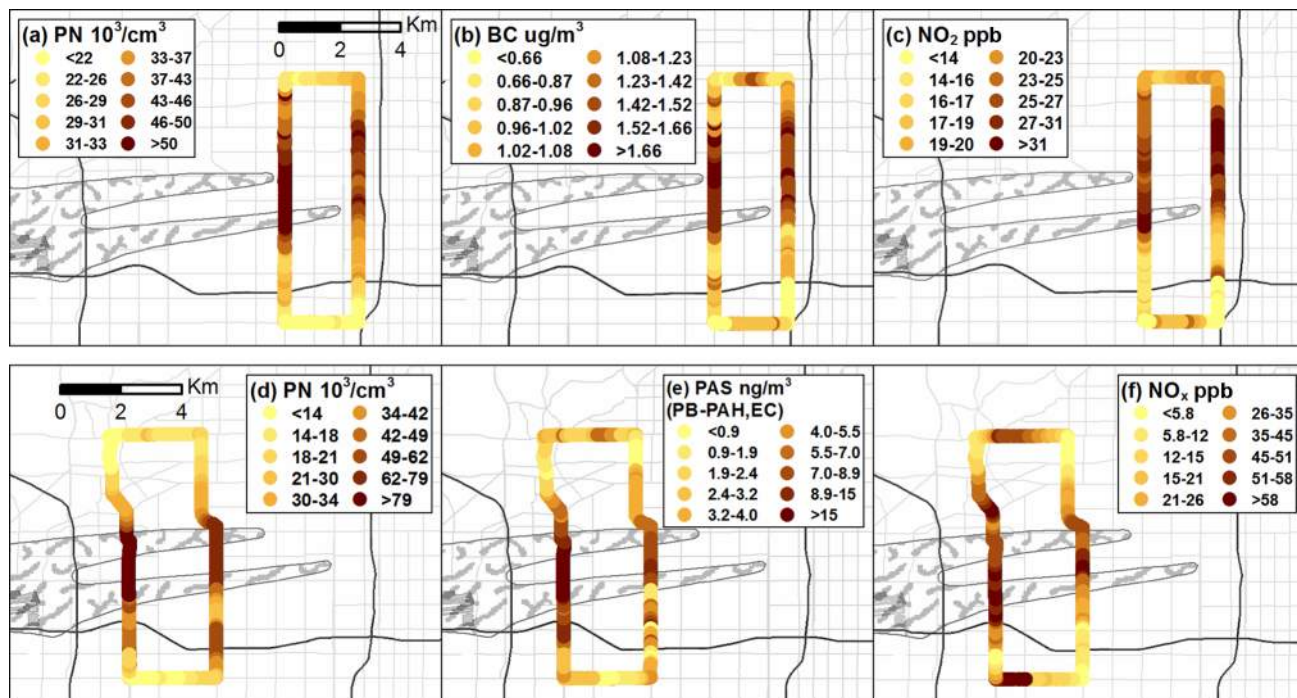 (a) PN 10³/cm³
<22 33-37
22-26 37-43
26-29 43-46
29-31 46-50
31-33 >50
Km
0 2 4
(b) BC ug/m³
<0.66 1.08-1.23
0.66-0.87 1.23-1.42
0.87-0.96 1.42-1.52
0.96-1.02 1.52-1.66
1.02-1.08 >1.66
(c) NO₂ ppb
<14 20-23
14-16 23-25
16-17 25-27
17-19 27-31
19-20 >31
Km
0 2 4
(d) PN 10³/cm³
<14 34-42
14-18 42-49
18-21 49-62
21-30 62-79
30-34 >79
(e) PAS ng/m³
(PB-PAH,EC)
<0.9 4.0-5.5
0.9-1.9 5.5-7.0
1.9-2.4 7.0-8.9
2.4-3.2 8.9-15
3.2-4.0 >15
(f) NOₓ ppb
<5.8 26-35
5.8-12 35-45
12-15 45-51
15-21 51-58
21-26 >58